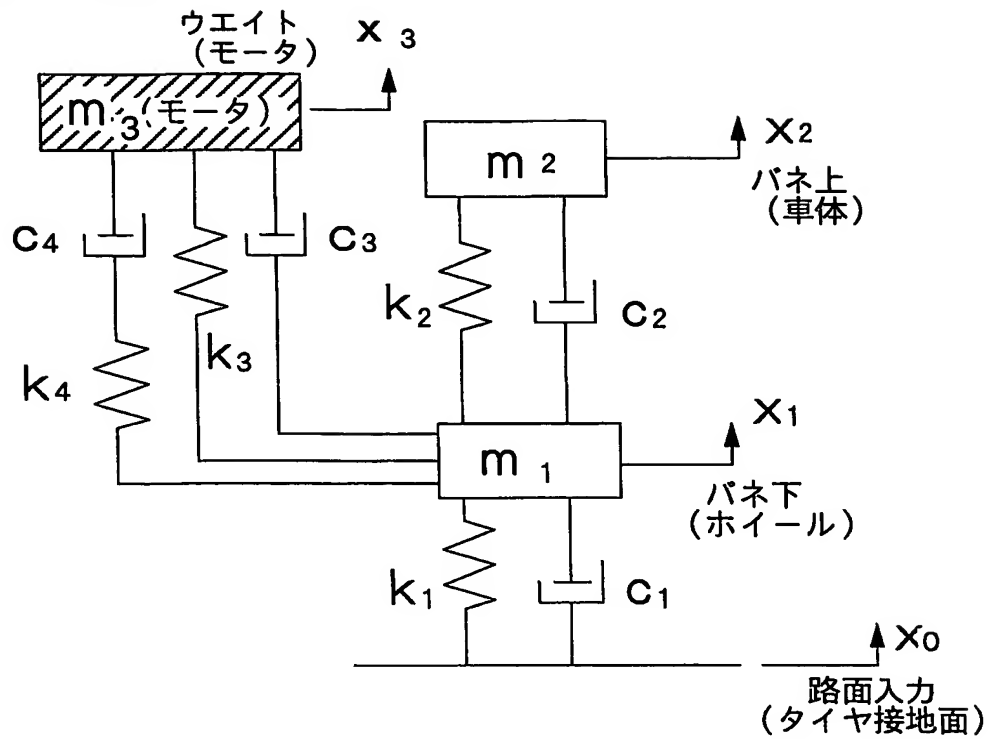 ウエイト
(モータ)
x 3
m 3 (モータ)
m 2
x2
バネ上
(車体)
c4
c3
k2
c2
k3
k4
x1
m 1
バネ下
(ホイール)
k1
c1
x0
路面入力
(タイヤ接地面)